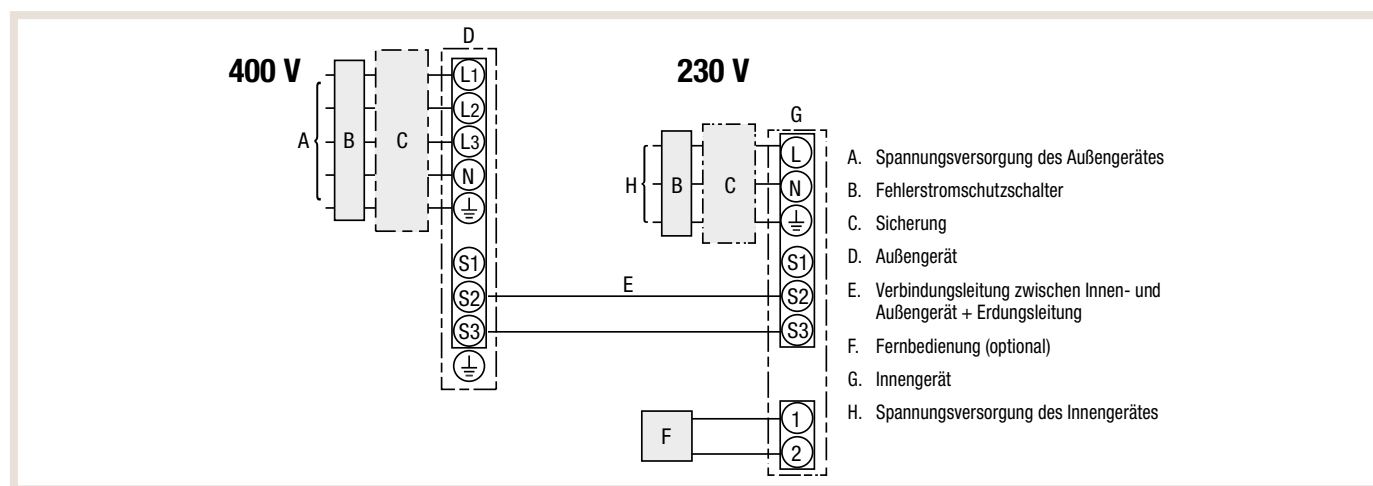 400 V
D
L1
L2
A
B
C
L3
N
S1
S2
S3
E
230 V
G
L
H
B
C
N
S1
S2
S3
F
1
2
A. Spannungsversorgung des Außengerätes
B. Fehlerstromschutzschalter
C. Sicherung
D. Außengerät
E. Verbindungsleitung zwischen Innen- und
Außengerät + Erdungsleitung
F. Fernbedienung (optional)
G. Innengerät
H. Spannungsversorgung des Innengerätes